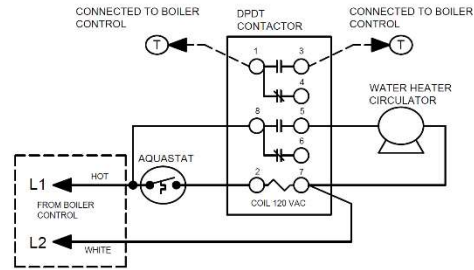 CONNECTED TO BOILER
CONTROL
DPDT
CONTACTOR
CONNECTED TO BOILER
CONTROL
T
T
1
3
4
WATER HEATER
CIRCULATOR
8
5
6
AQUASTAT
2
7
L1
HOT
FROM BOILER
CONTROL
COIL 120 VAC
L2
WHITE